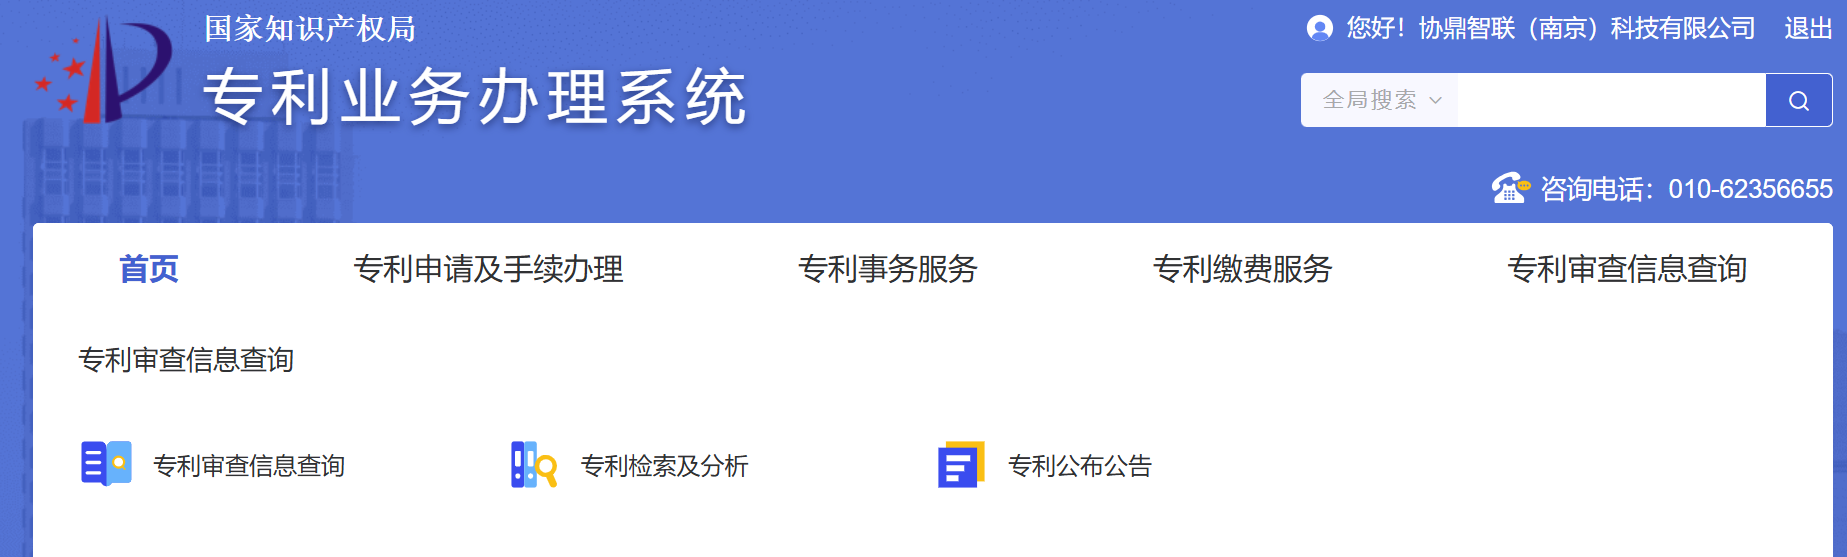 国家知识产权局
专利业务办理系统
您好！协鼎智联（南京）科技有限公司 退出
全局搜索
咨询电话：010-62356655
首页 专利申请及手续办理 专利事务服务 专利缴费服务 专利审查信息查询
专利审查信息查询
专利审查信息查询 专利检索及分析 专利公布公告